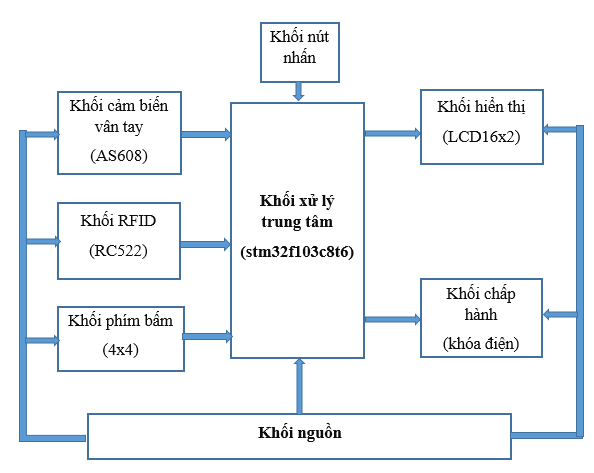 Khối nút
nhấn
Khối cảm biến
vân tay
(AS608)
Khối hiển thị
(LCD16x2)
Khối xử lý
trung tâm
(stm32f103c8t6)
Khối RFID
(RC522)
Khối chấp
hành
(khóa điện)
Khối phím bấm
(4x4)
Khối nguồn